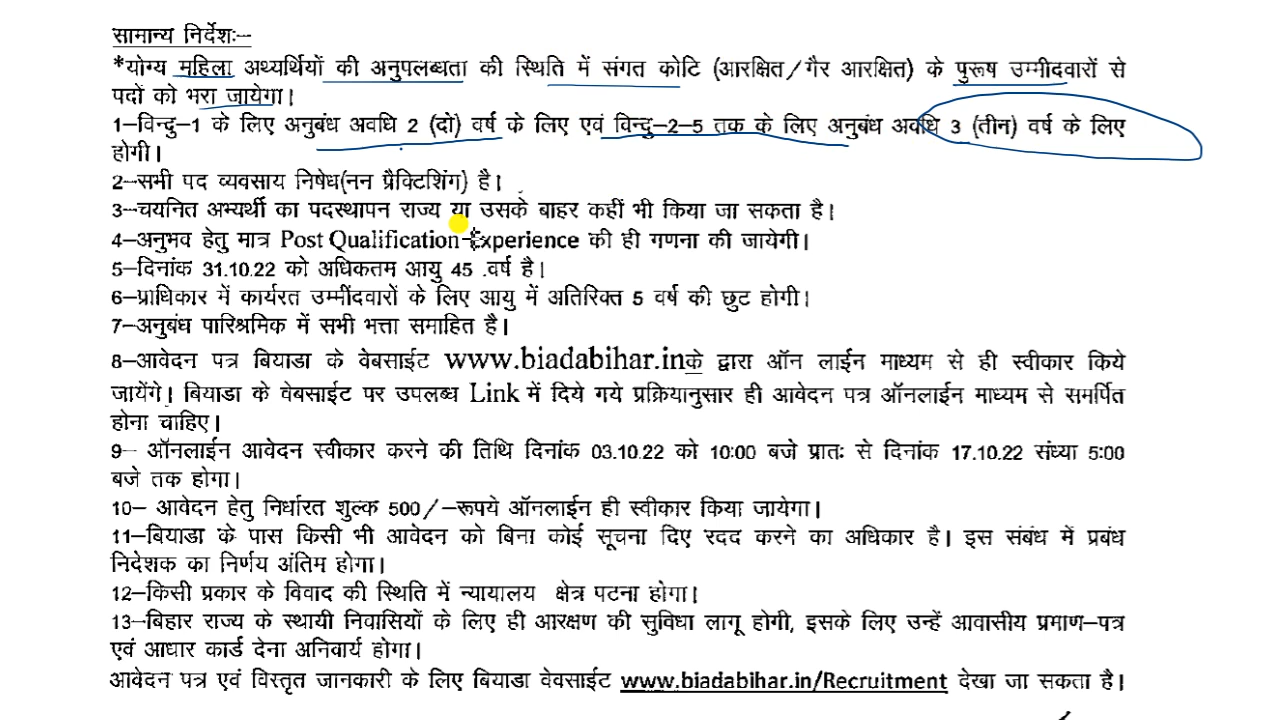 सामान्य निर्देशः–
*योग्य महिला अध्यर्थियों की अनुपलब्धता की स्थिति में संगत कोटि (आरक्षित/गैर आरक्षित) के पुरूष उम्मीदवारों से
पदों को भरा जायेगा।
1–विन्दु–1 के लिए अनुबंध अवधि 2 (दो) वर्ष के लिए एवं विन्दु–2–5 तक के लिए अनुबंध अवधि 3 (तीन) वर्ष के लिए
होगी।
2–सभी पद व्यवसाय निषेध(नन प्रैक्टिशिंग) है।
3–चयनित अभ्यर्थी का पदस्थापन राज्य या उसके बाहर कहीं भी किया जा सकता है।
4–अनुभव हेतु मात्र Post Qualification Experience की ही गणना की जायेगी।
5–दिनांक 31.10.22 को अधिकतम आयु 45 .वर्ष है।
6–प्राधिकार में कार्यरत उम्मींदवारों के लिए आयु में अतिरिक्त 5 वर्ष की छुट होगी।
7–अनुबंध पारिश्रमिक में सभी भत्ता समाहित है।
8–आवेदन पत्र बियाडा के वेबसाईट www.biadabihar.inके द्वारा ऑन लाईन माध्यम से ही स्वीकार किये
जायेंगे। बियाडा के वेबसाईट पर उपलब्ध Link में दिये गये प्रक्रियानुसार ही आवेदन पत्र ऑनलाईन माध्यम से समर्पित
होना चाहिए।
9– ऑनलाईन आवेदन स्वीकार करने की तिथि दिनांक 03.10.22 को 10:00 बजे प्रातः से दिनांक 17.10.22 संध्या 5:00
बजे तक होगा।
10– आवेदन हेतु निर्धारत शुल्क 500/–रूपये ऑनलाईन ही स्वीकार किया जायेगा।
11–बियाडा के पास किसी भी आवेदन को बिना कोई सूचना दिए रदद करने का अधिकार है। इस संबंध में प्रबंध
निदेशक का निर्णय अंतिम होगा।
12–किसी प्रकार के विवाद की स्थिति में न्यायालय क्षेत्र पटना होगा।
13–बिहार राज्य के स्थायी निवासियों के लिए ही आरक्षण की सुविधा लागू होगी, इसके लिए उन्हें आवासीय प्रमाण–पत्र
एवं आधार कार्ड देना अनिवार्य होगा।
आवेदन पत्र एवं विस्तृत जानकारी के लिए बियाडा वेवसाईट www.biadabihar.in/Recruitment देखा जा सकता है।